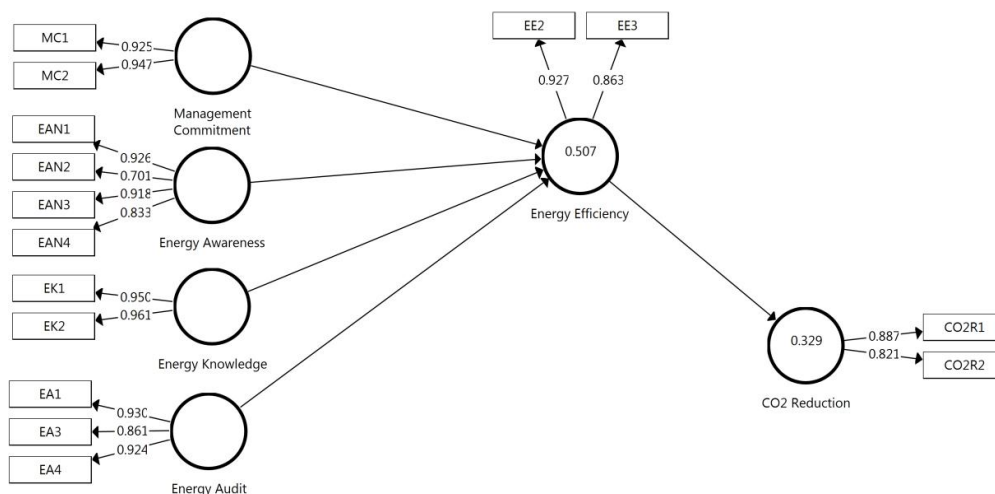 MC1
0.925
MC2
0.947
Management
Commitment
EAN1
0.926
EAN2
0.701
EAN3
0.918
EAN4
0.833
Energy Awareness
EK1
0.950
EK2
0.961
Energy Knowledge
EA1
0.930
EA3
0.861
EA4
0.924
Energy Audit
EE2
EE3
0.927
0.863
0.507
Energy Efficiency
0.329
CO2 Reduction
0.887
CO2R1
0.821
CO2R2